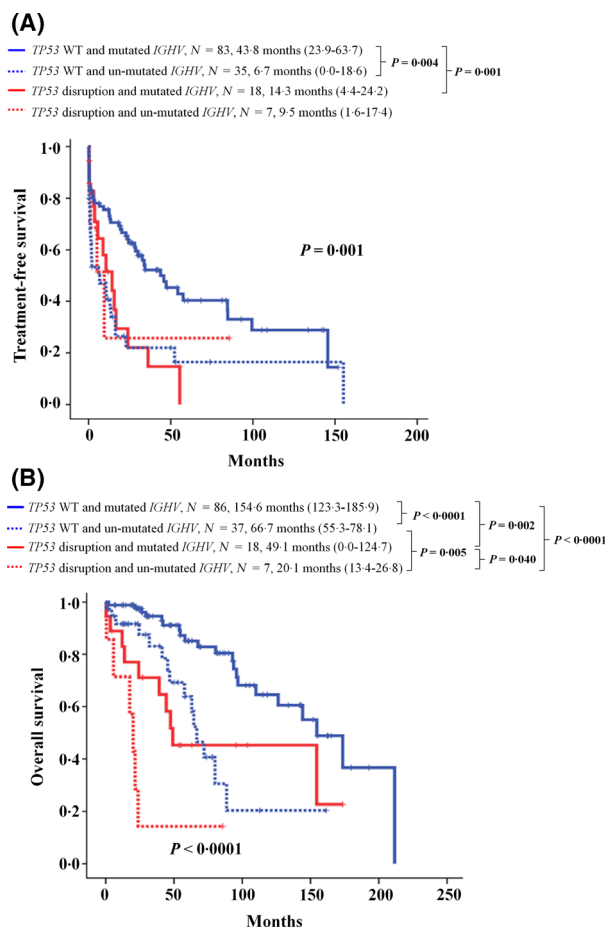 (A)
TP53 WT and mutated IGHV, N = 83, 43·8 months (23·9-63·7)
TP53 WT and un-mutated IGHV, N = 35, 6·7 months (0·0-18·6)
TP53 disruption and mutated IGHV, N = 18, 14·3 months (4·4-24·2)
TP53 disruption and un-mutated IGHV, N = 7, 9·5 months (1·6-17·4)
P = 0·004
P = 0·001
Treatment-free survival
1·0
0·8
0·6
0·4
0·2
0·0
P = 0·001
0 50 100 150 200
Months
(B)
TP53 WT and mutated IGHV, N = 86, 154·6 months (123·3-185·9)
TP53 WT and un-mutated IGHV, N = 37, 66·7 months (55·3-78·1)
TP53 disruption and mutated IGHV, N = 18, 49·1 months (0·0-124·7)
TP53 disruption and un-mutated IGHV, N = 7, 20·1 months (13·4-26·8)
P < 0·0001
P = 0·005
P = 0·002
P = 0·040
P < 0·0001
Overall survival
1·0
0·8
0·6
0·4
0·2
0·0
P < 0·0001
0 50 100 150 200 250
Months